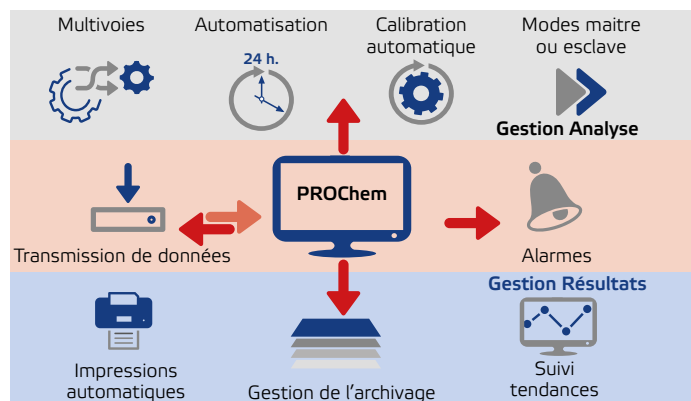 Multivoies
Automatisation
Calibration
automatique
Modes maitre
ou esclave
24 h.
Gestion Analyse
PROChem
Transmission de données
Alarmes
Gestion Résultats
Impressions
automatiques
Gestion de l'archivage
Suivi
tendances